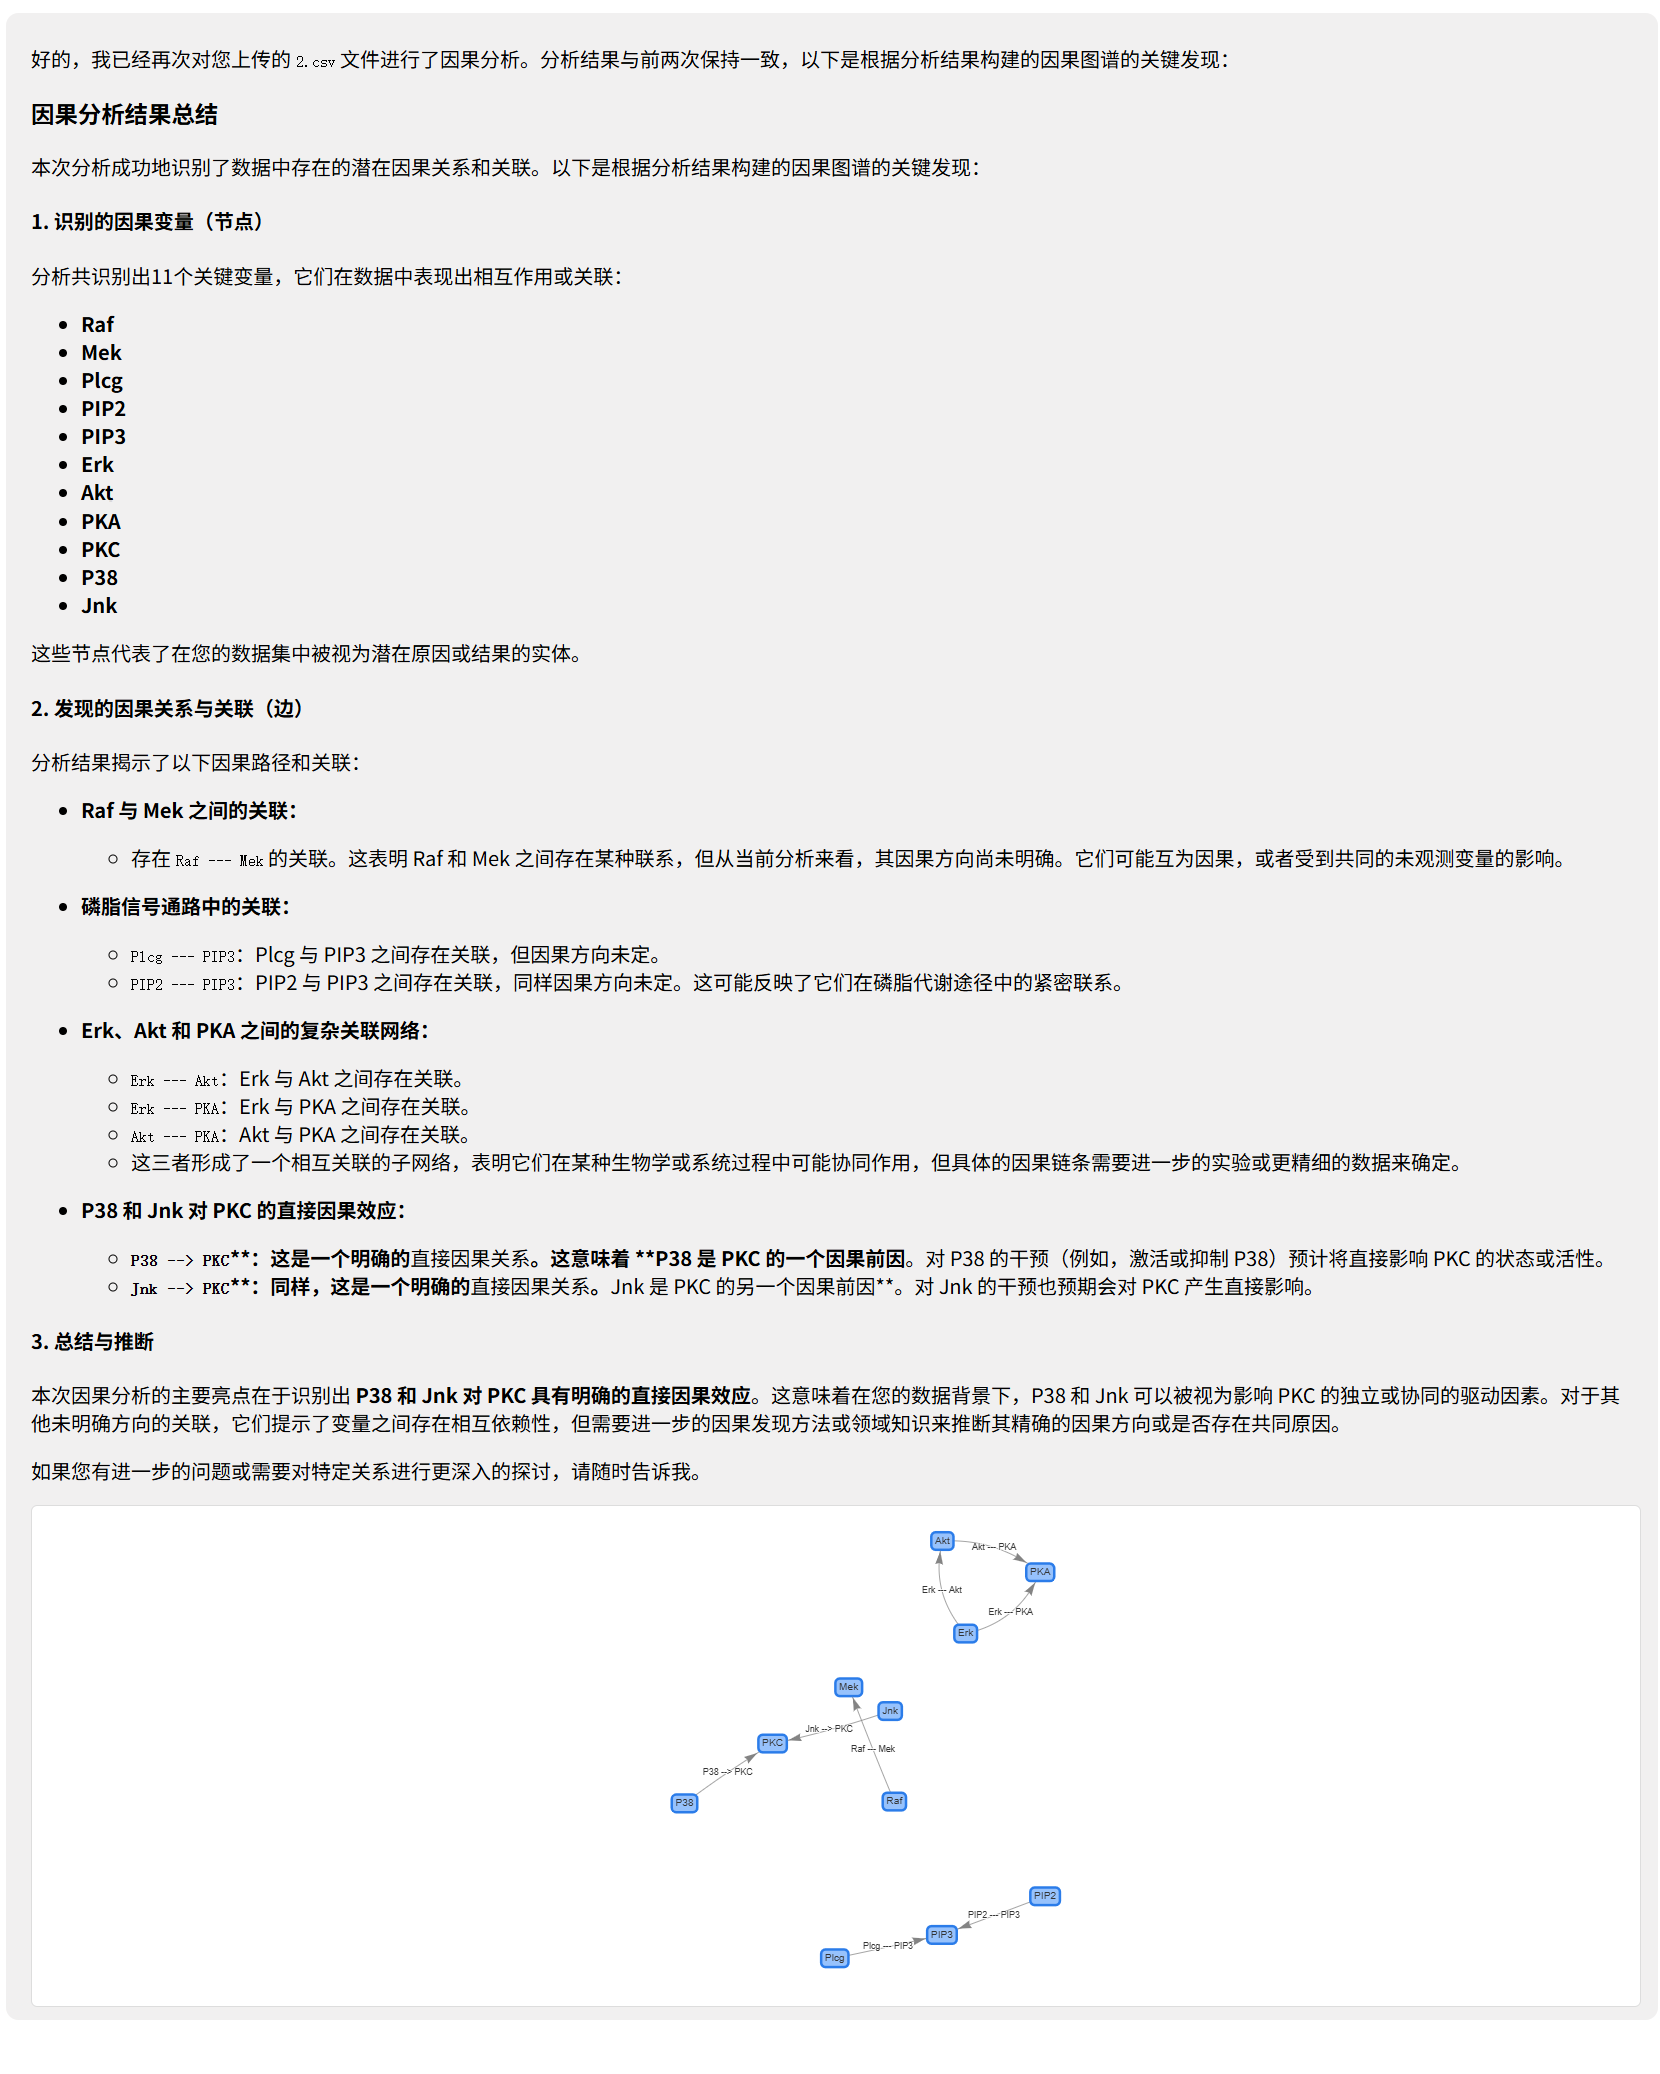 好的，我已经再次对您上传的 2.csv 文件进行了因果分析。分析结果与前两次保持一致，以下是根据分析结果构建的因果图谱的关键发现：
因果分析结果总结
本次分析成功地识别了数据中存在的潜在因果关系和关联。以下是根据分析结果构建的因果图谱的关键发现：
1. 识别的因果变量（节点）
分析共识别出11个关键变量，它们在数据中表现出相互作用或关联：
• Raf
• Mek
• Plcg
• PIP2
• PIP3
• Erk
• Akt
• PKA
• PKC
• P38
• Jnk
这些节点代表了在您的数据集中被视为潜在原因或结果的实体。
2. 发现的因果关系与关联（边）
分析结果揭示了以下因果路径和关联：
• Raf 与 Mek 之间的关联：
◦ 存在 Raf --- Mek 的关联。这表明 Raf 和 Mek 之间存在某种联系，但从当前分析来看，其因果方向尚未明确。它们可能互为因果，或者受到共同的未观测变量的影响。
• 磷脂信号通路中的关联：
◦ Plcg --- PIP3：Plcg 与 PIP3 之间存在关联，但因果方向未定。
◦ PIP2 --- PIP3：PIP2 与 PIP3 之间存在关联，同样因果方向未定。这可能反映了它们在磷脂代谢途径中的紧密联系。
• Erk、Akt 和 PKA 之间的复杂关联网络：
◦ Erk --- Akt：Erk 与 Akt 之间存在关联。
◦ Erk --- PKA：Erk 与 PKA 之间存在关联。
◦ Akt --- PKA：Akt 与 PKA 之间存在关联。
◦ 这三者形成了一个相互关联的子网络，表明它们在某种生物学或系统过程中可能协同作用，但具体的因果链条需要进一步的实验或更精细的数据来确定。
• P38 和 Jnk 对 PKC 的直接因果效应：
◦ P38 --> PKC**：这是一个明确的直接因果关系。这意味着 **P38 是 PKC 的一个因果前因。对 P38 的干预（例如，激活或抑制 P38）预计将直接影响 PKC 的状态或活性。
◦ Jnk --> PKC**：同样，这是一个明确的直接因果关系。Jnk 是 PKC 的另一个因果前因**。对 Jnk 的干预也预期会对 PKC 产生直接影响。
3. 总结与推断
本次因果分析的主要亮点在于识别出 P38 和 Jnk 对 PKC 具有明确的直接因果效应。这意味着在您的数据背景下，P38 和 Jnk 可以被视为影响 PKC 的独立或协同的驱动因素。对于其
他未明确方向的关联，它们提示了变量之间存在相互依赖性，但需要进一步的因果发现方法或领域知识来推断其精确的因果方向或是否存在共同原因。
如果您有进一步的问题或需要对特定关系进行更深入的探讨，请随时告诉我。
Akt
Akt --- PKA
PKA
Erk --- Akt
Erk --- PKA
Erk
Mek
Jnk
Jnk --> PKC
PKC
Raf --- Mek
P38 --> PKC
P38
Raf
PIP2
PIP2 --- PIP3
PIP3
Plcg --- PIP3
Plcg